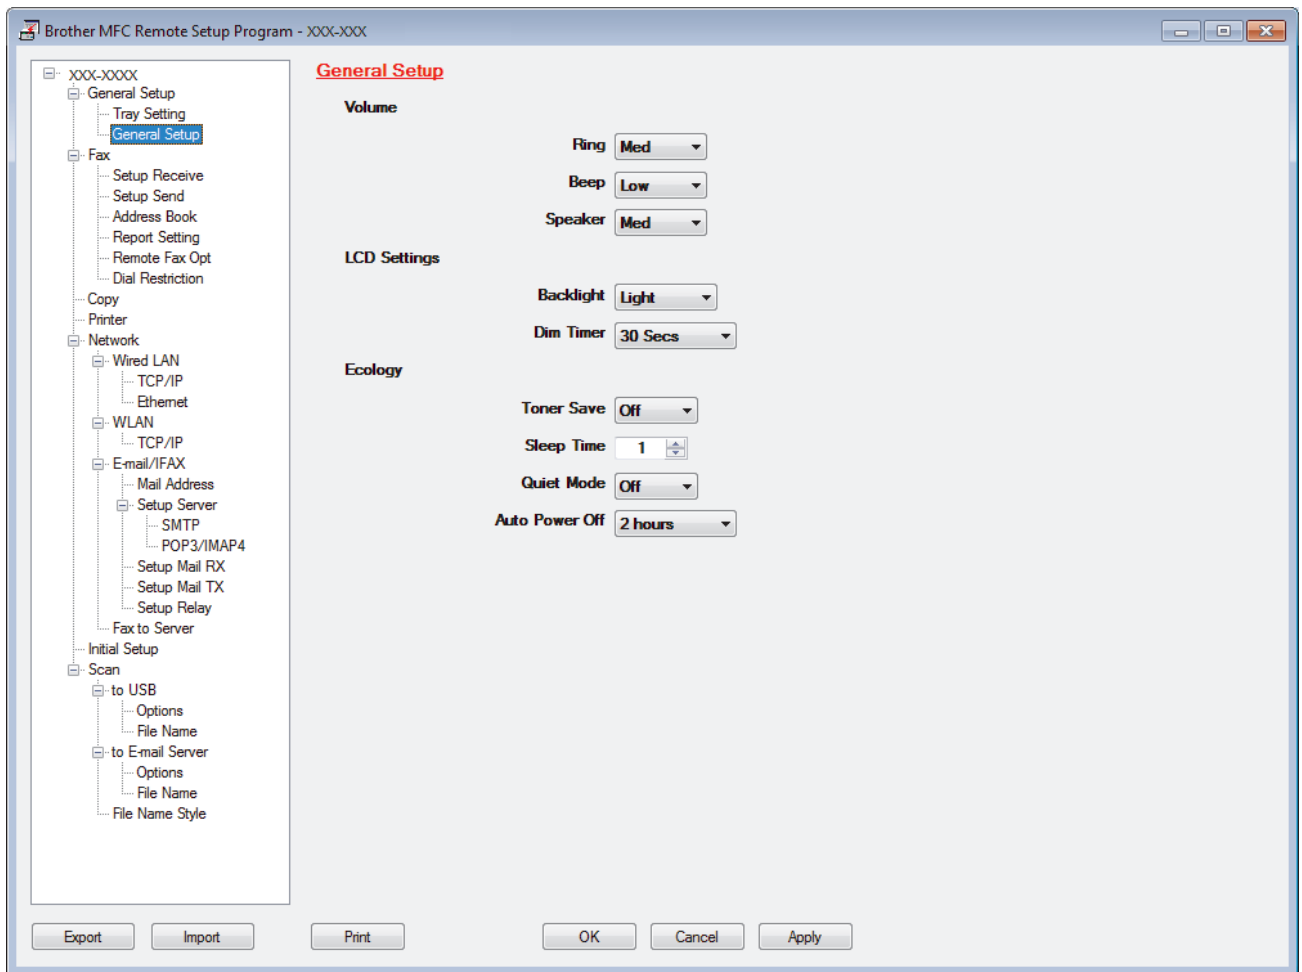 Brother MFC Remote Setup Program - XXX-XXX
XXX-XXXX
General Setup
Tray Setting
General Setup
Fax
Setup Receive
Setup Send
Address Book
Report Setting
Remote Fax Opt
Dial Restriction
Copy
Printer
Network
Wired LAN
TCP/IP
Ethernet
WLAN
TCP/IP
E-mail/IFAX
Mail Address
Setup Server
SMTP
POP3/IMAP4
Setup Mail RX
Setup Mail TX
Setup Relay
Fax to Server
Initial Setup
Scan
to USB
Options
File Name
to E-mail Server
Options
File Name
File Name Style
General Setup
Volume
Ring Med
Beep Low
Speaker Med
LCD Settings
Backlight Light
Dim Timer 30 Secs
Ecology
Toner Save Off
Sleep Time 1
Quiet Mode Off
Auto Power Off 2 hours
Export Import Print OK Cancel Apply